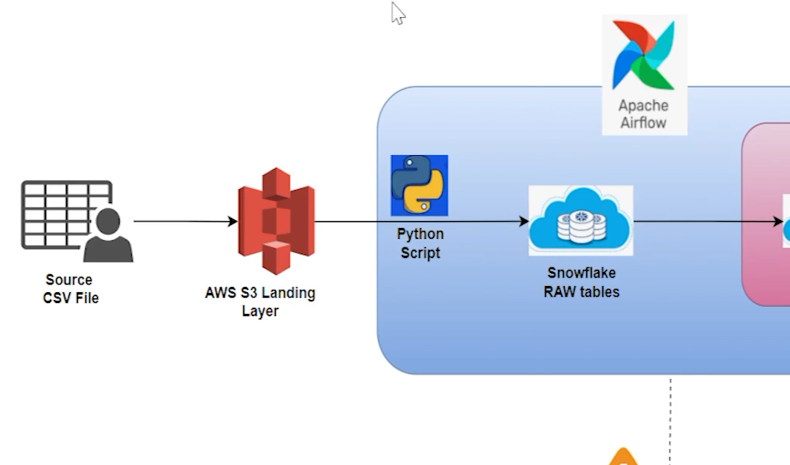 Apache
Airflow
Python
Script
Source
CSV File
AWS S3 Landing
Layer
Snowflake
RAW tables